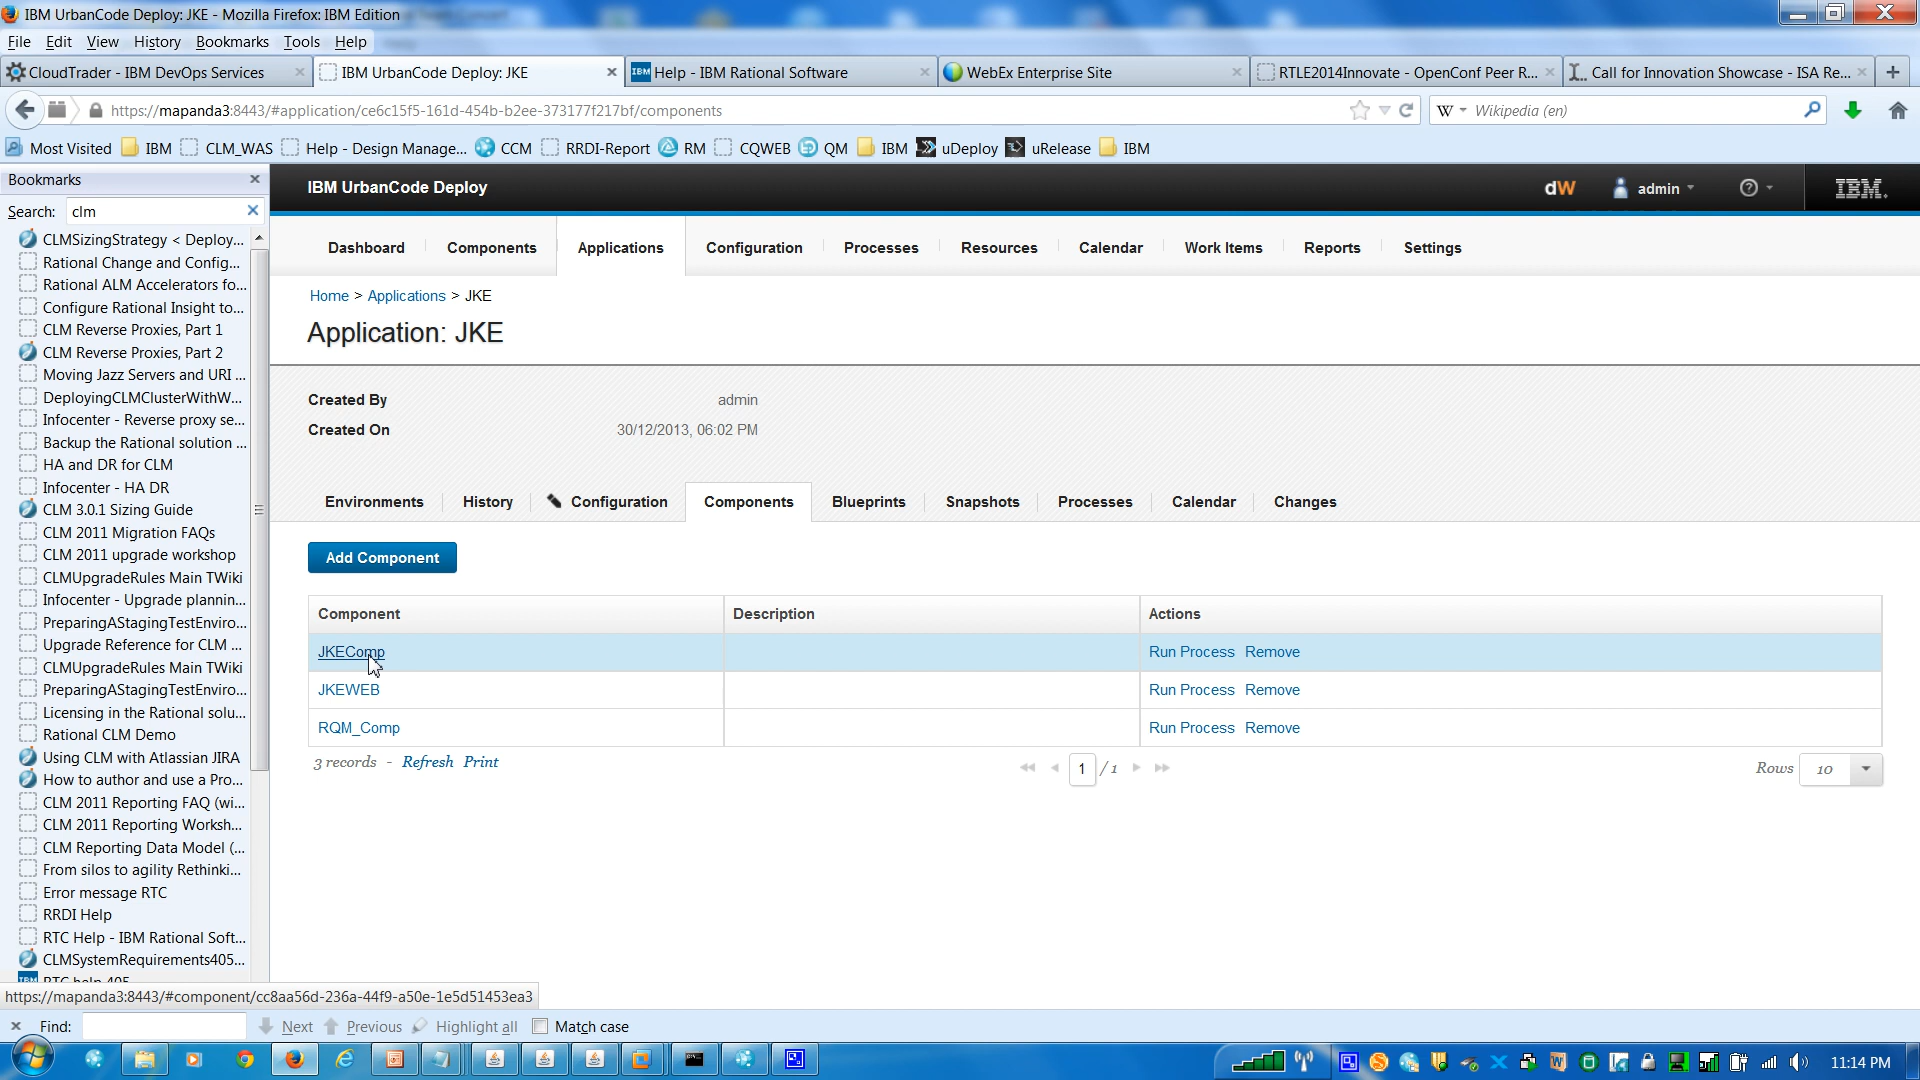 IBM UrbanCode Deploy: JKE - Mozilla Firefox: IBM Edition
File Edit View History Bookmarks Tools Help
CloudTrader - IBM DevOps Services
IBM UrbanCode Deploy: JKE
IBM Help - IBM Rational Software
WebEx Enterprise Site
RTLE2014Innovate - OpenConf Peer R...
Call for Innovation Showcase - ISA Re...
https://mapanda3:8443/#application/ce6c15f5-161d-454b-b2ee-373177f217bf/components
W Wikipedia (en)
Most Visited IBM CLM_WAS Help - Design Manage... CCM RRDI-Report RM CQWEB QM IBM uDeploy uRelease IBM
Bookmarks
Search: clm
CLMSizingStrategy < Deploy...
Rational Change and Config...
Rational ALM Accelerators fo...
Configure Rational Insight to...
CLM Reverse Proxies, Part 1
CLM Reverse Proxies, Part 2
Moving Jazz Servers and URI ...
DeployingCLMClusterWithW...
Infocenter - Reverse proxy se...
Backup the Rational solution ...
HA and DR for CLM
Infocenter - HA DR
CLM 3.0.1 Sizing Guide
CLM 2011 Migration FAQs
CLM 2011 upgrade workshop
CLMUpgradeRules Main TWiki
Infocenter - Upgrade plannin...
PreparingAStagingTestEnviro...
Upgrade Reference for CLM ...
CLMUpgradeRules Main TWiki
PreparingAStagingTestEnviro...
Licensing in the Rational solu...
Rational CLM Demo
Using CLM with Atlassian JIRA
How to author and use a Pro...
CLM 2011 Reporting FAQ (wi...
CLM 2011 Reporting Worksh...
CLM Reporting Data Model (...
From silos to agility Rethinki...
Error message RTC
RRDI Help
RTC Help - IBM Rational Soft...
CLMSystemRequirements405...
RTC help 405
IBM UrbanCode Deploy
dW admin ? IBM.
Dashboard Components Applications Configuration Processes Resources Calendar Work Items Reports Settings
Home > Applications > JKE
Application: JKE
Created By admin
Created On 30/12/2013, 06:02 PM
Environments History Configuration Components Blueprints Snapshots Processes Calendar Changes
Add Component
Component Description Actions
JKEComp Run Process Remove
JKEWEB Run Process Remove
RQM_Comp Run Process Remove
3 records - Refresh Print
1 / 1
Rows 10
https://mapanda3:8443/#component/cc8aa56d-236a-44f9-a50e-1e5d51453ea3
Find: Next Previous Highlight all Match case
11:14 PM